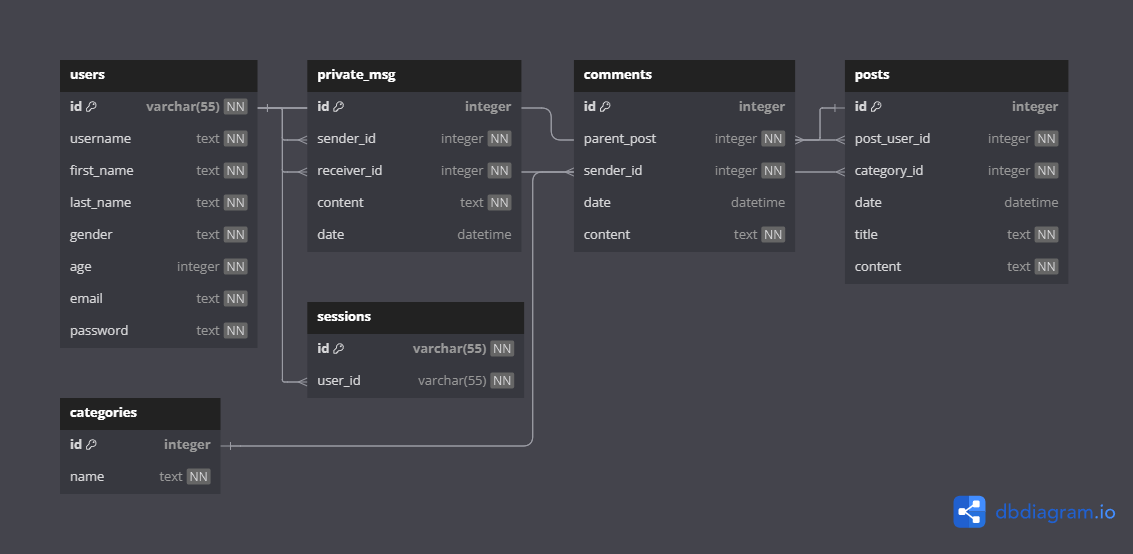 users
id varchar(55) NN
username text NN
first_name text NN
last_name text NN
gender text NN
age integer NN
email text NN
password text NN
private_msg
id integer
sender_id integer NN
receiver_id integer NN
content text NN
date datetime
comments
id integer
parent_post integer NN
sender_id integer NN
date datetime
content text NN
posts
id integer
post_user_id integer NN
category_id integer NN
date datetime
title text NN
content text NN
sessions
id varchar(55) NN
user_id varchar(55) NN
categories
id integer
name text NN
dbdiagram.io